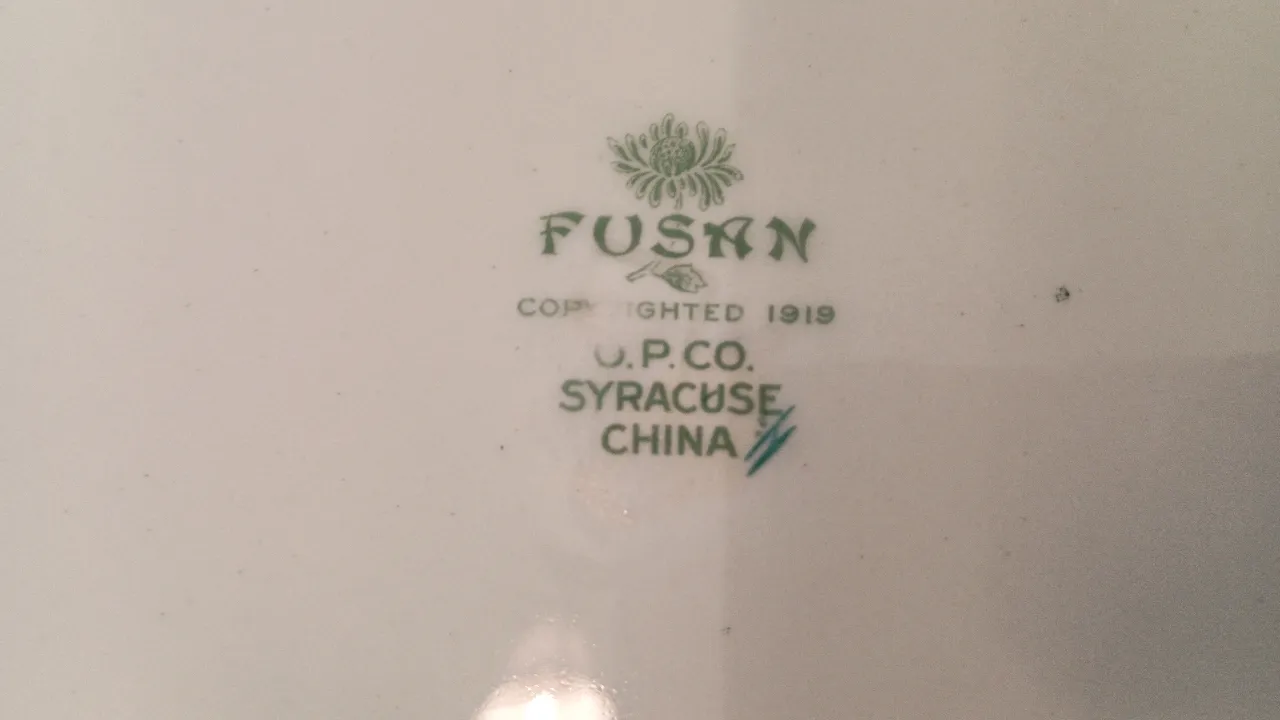 FUSAN
COPYRIGHTED 1919
O.P.CO.
SYRACUSE
CHINA